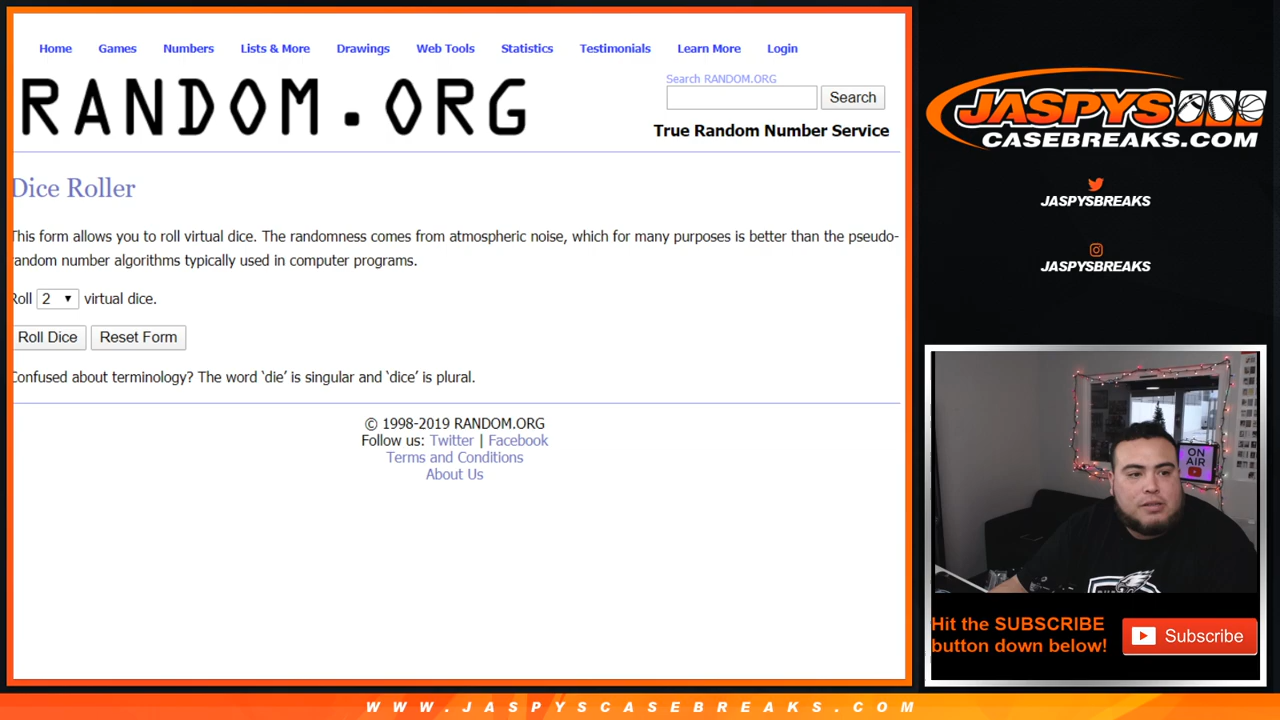 Home Games Numbers Lists & More Drawings Web Tools Statistics Testimonials Learn More Login
RANDOM.ORG
Search RANDOM.ORG
Search
True Random Number Service
Dice Roller
This form allows you to roll virtual dice. The randomness comes from atmospheric noise, which for many purposes is better than the pseudo-
random number algorithms typically used in computer programs.
Roll 2 virtual dice.
Roll Dice Reset Form
Confused about terminology? The word ‘die’ is singular and ‘dice’ is plural.
© 1998-2019 RANDOM.ORG
Follow us: Twitter | Facebook
Terms and Conditions
About Us
JASPYS
CASEBREAKS.COM
JASPYSBREAKS
JASPYSBREAKS
ON
AIR
Hit the SUBSCRIBE
button down below!
Subscribe
WWW.JASPYSCASEBREAKS.COM